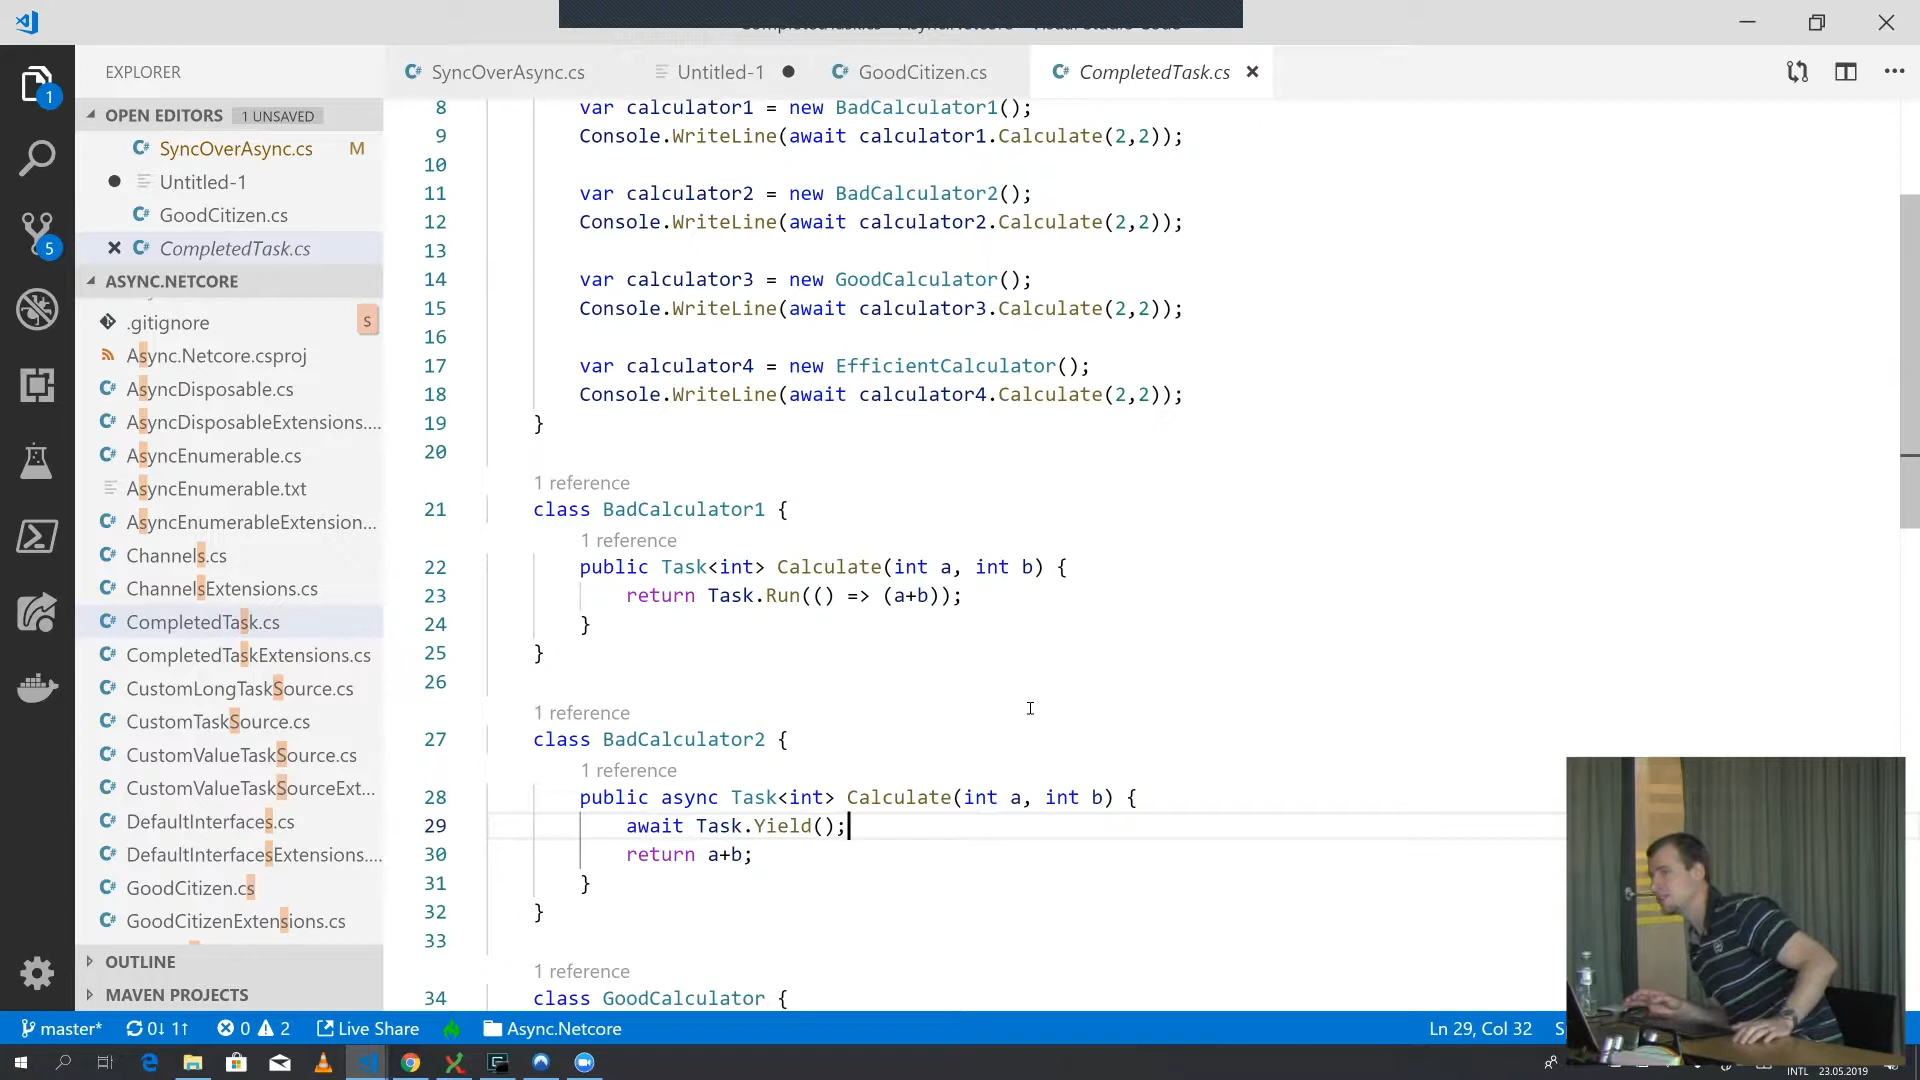 EXPLORER
SyncOverAsync.cs
Untitled-1
GoodCitizen.cs
CompletedTask.cs
1
OPEN EDITORS 1 UNSAVED
SyncOverAsync.cs M
Untitled-1
GoodCitizen.cs
CompletedTask.cs
5
ASYNC.NETCORE
.gitignore
S
Async.Netcore.csproj
AsyncDisposable.cs
AsyncDisposableExtensions....
AsyncEnumerable.cs
AsyncEnumerable.txt
AsyncEnumerableExtension...
Channels.cs
ChannelsExtensions.cs
CompletedTask.cs
CompletedTaskExtensions.cs
CustomLongTaskSource.cs
CustomTaskSource.cs
CustomValueTaskSource.cs
CustomValueTaskSourceExt...
DefaultInterfaces.cs
DefaultInterfacesExtensions....
GoodCitizen.cs
GoodCitizenExtensions.cs
OUTLINE
MAVEN PROJECTS
8 var calculator1 = new BadCalculator1();
9 Console.WriteLine(await calculator1.Calculate(2,2));
10
11 var calculator2 = new BadCalculator2();
12 Console.WriteLine(await calculator2.Calculate(2,2));
13
14 var calculator3 = new GoodCalculator();
15 Console.WriteLine(await calculator3.Calculate(2,2));
16
17 var calculator4 = new EfficientCalculator();
18 Console.WriteLine(await calculator4.Calculate(2,2));
19 }
20
1 reference
21 class BadCalculator1 {
1 reference
22 public Task<int> Calculate(int a, int b) {
23 return Task.Run(() => (a+b));
24 }
25 }
26
1 reference
27 class BadCalculator2 {
1 reference
28 public async Task<int> Calculate(int a, int b) {
29 await Task.Yield();
30 return a+b;
31 }
32 }
33
1 reference
34 class GoodCalculator {
master* 0↓ 1↑ 0 2 Live Share Async.Netcore Ln 29, Col 32
INTL 23.05.2019